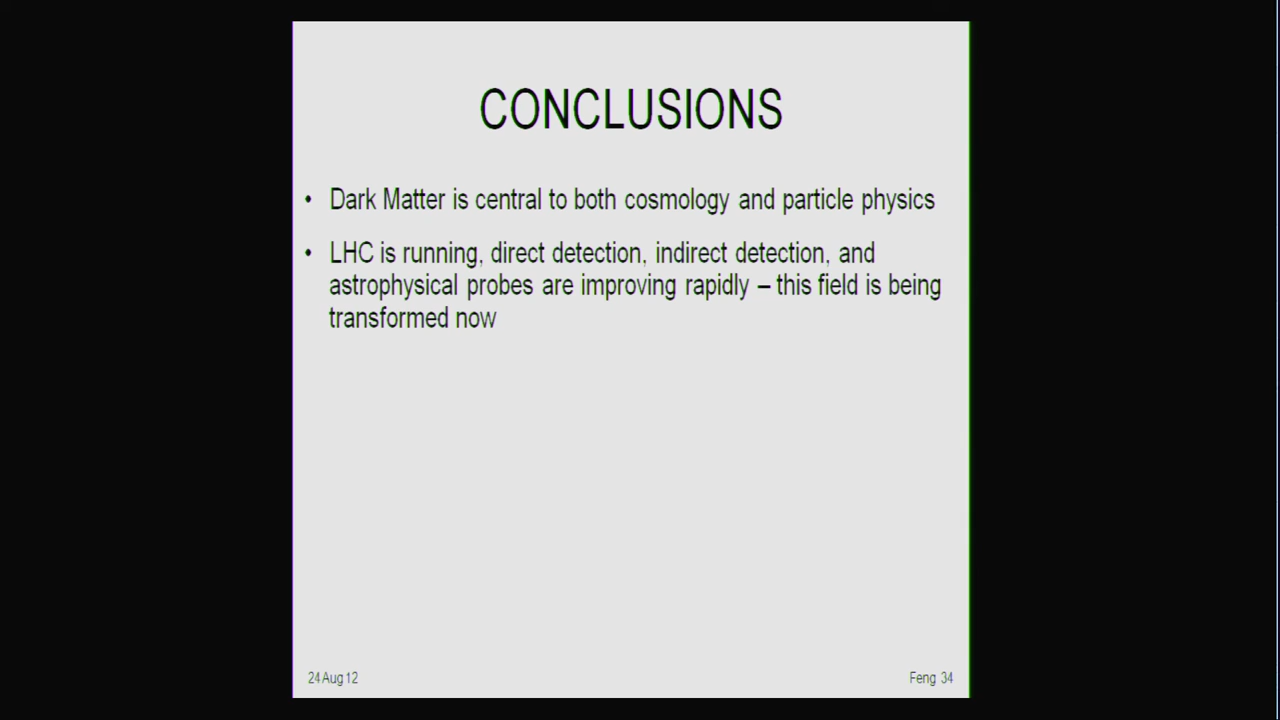 CONCLUSIONS
• Dark Matter is central to both cosmology and particle physics
• LHC is running, direct detection, indirect detection, and
astrophysical probes are improving rapidly – this field is being
transformed now
24 Aug 12
Feng 34